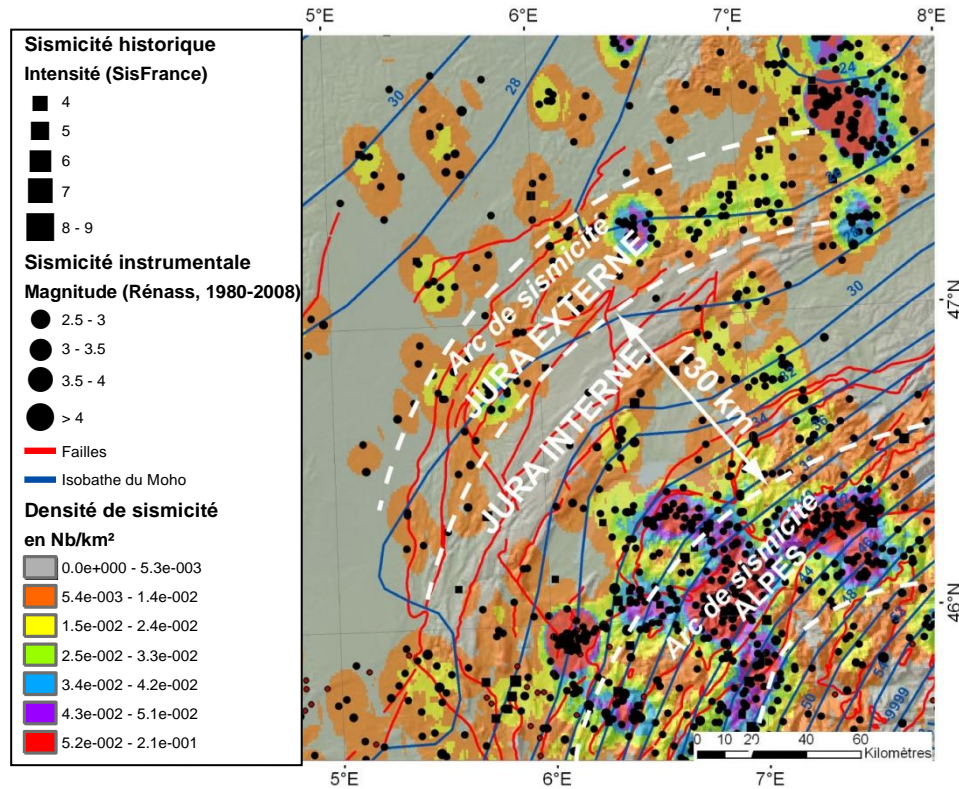 Sismicité historique
Intensité (SisFrance)
4
5
6
7
8 - 9
Sismicité instrumentale
Magnitude (Rénass, 1980-2008)
2.5 - 3
3 - 3.5
3.5 - 4
> 4
Failles
Isobathe du Moho
Densité de sismicité
en Nb/km²
0.0e+000 - 5.3e-003
5.4e-003 - 1.4e-002
1.5e-002 - 2.4e-002
2.5e-002 - 3.3e-002
3.4e-002 - 4.2e-002
4.3e-002 - 5.1e-002
5.2e-002 - 2.1e-001
5°E 6°E 7°E 8°E
30
28
24
Arc de sismicité
JURA EXTERNE
30
47°N
JURA INTERNE
130 km
32
34
36
Arc de sismicité
ALPES
46°N
50
9999
0 10 20 40 60
Kilomètres
5°E 6°E 7°E